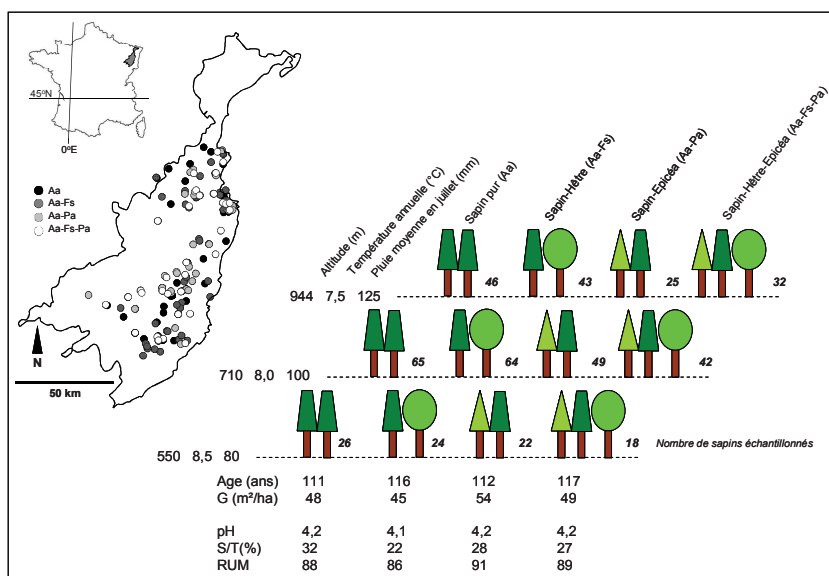 45°N
0°E
Aa
Aa-Fs
Aa-Pa
Aa-Fs-Pa
N
50 km
Altitude (m)
Température annuelle (°C)
Pluie moyenne en juillet (mm)
Sapin pur (Aa)
Sapin-Hêtre (Aa-Fs)
Sapin-Epicéa (Aa-Pa)
Sapin-Hêtre-Epicéa (Aa-Fs-Pa)
944 7,5 125 46 43 25 32
710 8,0 100 65 64 49 42
550 8,5 80 26 24 22 18 Nombre de sapins échantillonnés
Age (ans) 111 116 112 117
G (m²/ha) 48 45 54 49
pH 4,2 4,1 4,2 4,2
S/T(%) 32 22 28 27
RUM 88 86 91 89